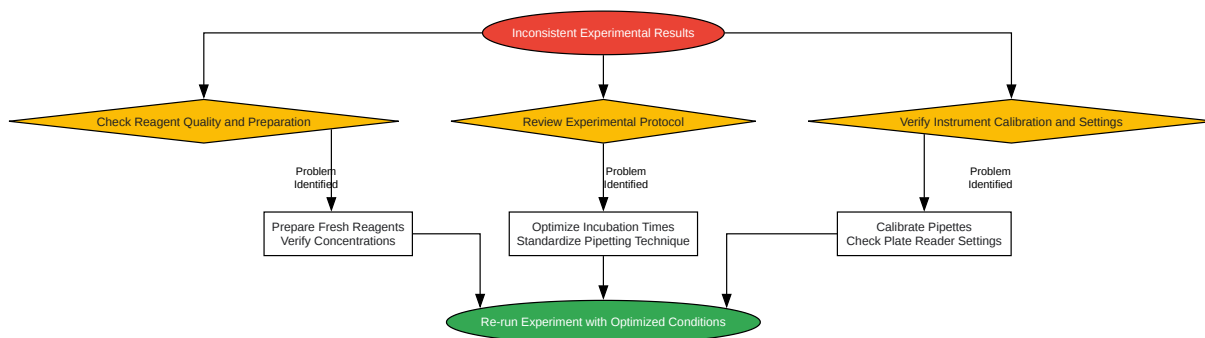 Inconsistent Experimental Results
Check Reagent Quality and Preparation
Review Experimental Protocol
Verify Instrument Calibration and Settings
Problem
Identified
Problem
Identified
Problem
Identified
Prepare Fresh Reagents
Verify Concentrations
Optimize Incubation Times
Standardize Pipetting Technique
Calibrate Pipettes
Check Plate Reader Settings
Re-run Experiment with Optimized Conditions